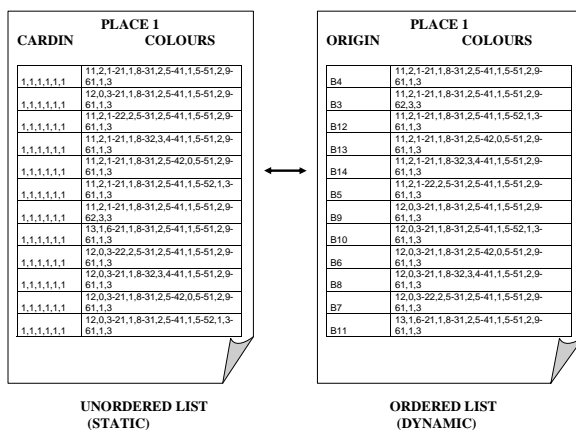 PLACE 1
CARDIN COLOURS
11,2,1-21,1,8-31,2,5-41,1,5-51,2,9-
1,1,1,1,1,1 61,1,3
12,0,3-21,1,8-31,2,5-41,1,5-51,2,9-
1,1,1,1,1,1 61,1,3
11,2,1-22,2,5-31,2,5-41,1,5-51,2,9-
1,1,1,1,1,1 61,1,3
11,2,1-21,1,8-32,3,4-41,1,5-51,2,9-
1,1,1,1,1,1 61,1,3
11,2,1-21,1,8-31,2,5-42,0,5-51,2,9-
1,1,1,1,1,1 61,1,3
11,2,1-21,1,8-31,2,5-41,1,5-52,1,3-
1,1,1,1,1,1 61,1,3
11,2,1-21,1,8-31,2,5-41,1,5-51,2,9-
1,1,1,1,1,1 62,3,3
13,1,6-21,1,8-31,2,5-41,1,5-51,2,9-
1,1,1,1,1,1 61,1,3
12,0,3-22,2,5-31,2,5-41,1,5-51,2,9-
1,1,1,1,1,1 61,1,3
12,0,3-21,1,8-32,3,4-41,1,5-51,2,9-
1,1,1,1,1,1 61,1,3
12,0,3-21,1,8-31,2,5-42,0,5-51,2,9-
1,1,1,1,1,1 61,1,3
12,0,3-21,1,8-31,2,5-41,1,5-52,1,3-
1,1,1,1,1,1 61,1,3
UNORDERED LIST
(STATIC)
PLACE 1
ORIGIN COLOURS
11,2,1-21,1,8-31,2,5-41,1,5-51,2,9-
B4 61,1,3
11,2,1-21,1,8-31,2,5-41,1,5-51,2,9-
B3 62,3,3
11,2,1-21,1,8-31,2,5-41,1,5-52,1,3-
B12 61,1,3
11,2,1-21,1,8-31,2,5-42,0,5-51,2,9-
B13 61,1,3
11,2,1-21,1,8-32,3,4-41,1,5-51,2,9-
B14 61,1,3
11,2,1-22,2,5-31,2,5-41,1,5-51,2,9-
B5 61,1,3
12,0,3-21,1,8-31,2,5-41,1,5-51,2,9-
B9 61,1,3
12,0,3-21,1,8-31,2,5-41,1,5-52,1,3-
B10 61,1,3
12,0,3-21,1,8-31,2,5-42,0,5-51,2,9-
B6 61,1,3
12,0,3-21,1,8-32,3,4-41,1,5-51,2,9-
B8 61,1,3
12,0,3-22,2,5-31,2,5-41,1,5-51,2,9-
B7 61,1,3
13,1,6-21,1,8-31,2,5-41,1,5-51,2,9-
B11 61,1,3
ORDERED LIST
(DYNAMIC)